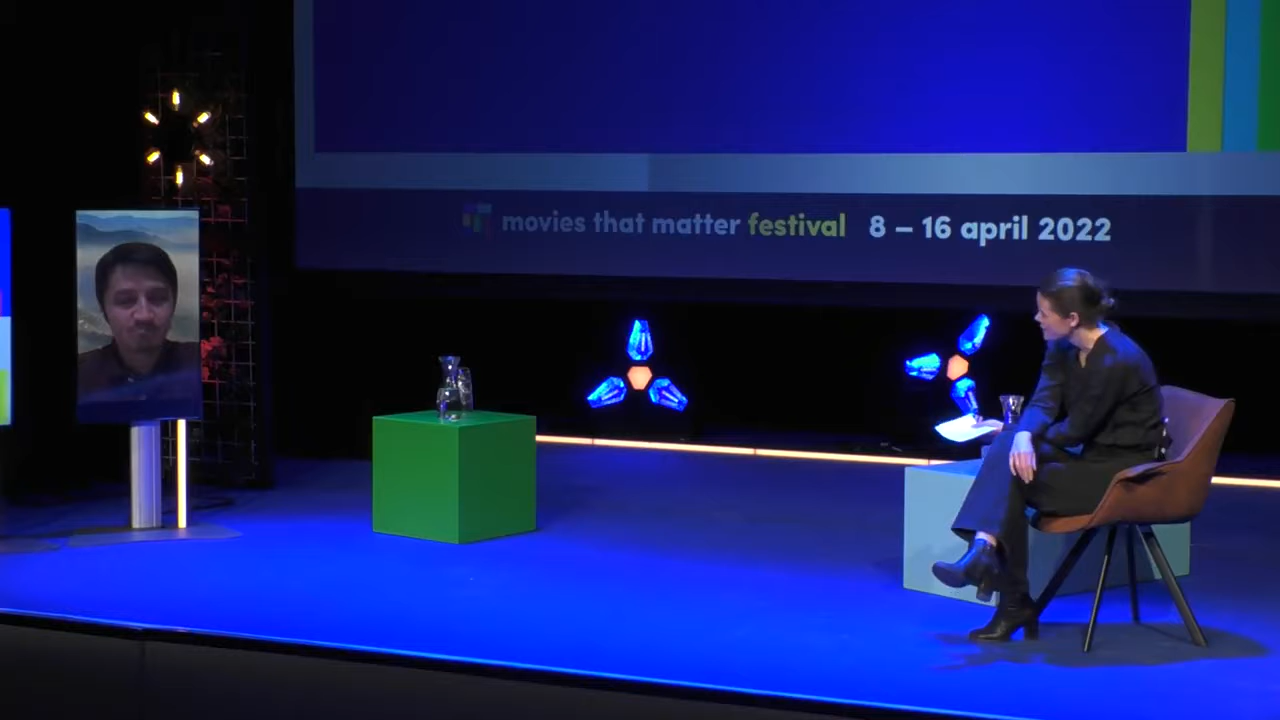 movies that matter festival 8 – 16 april 2022